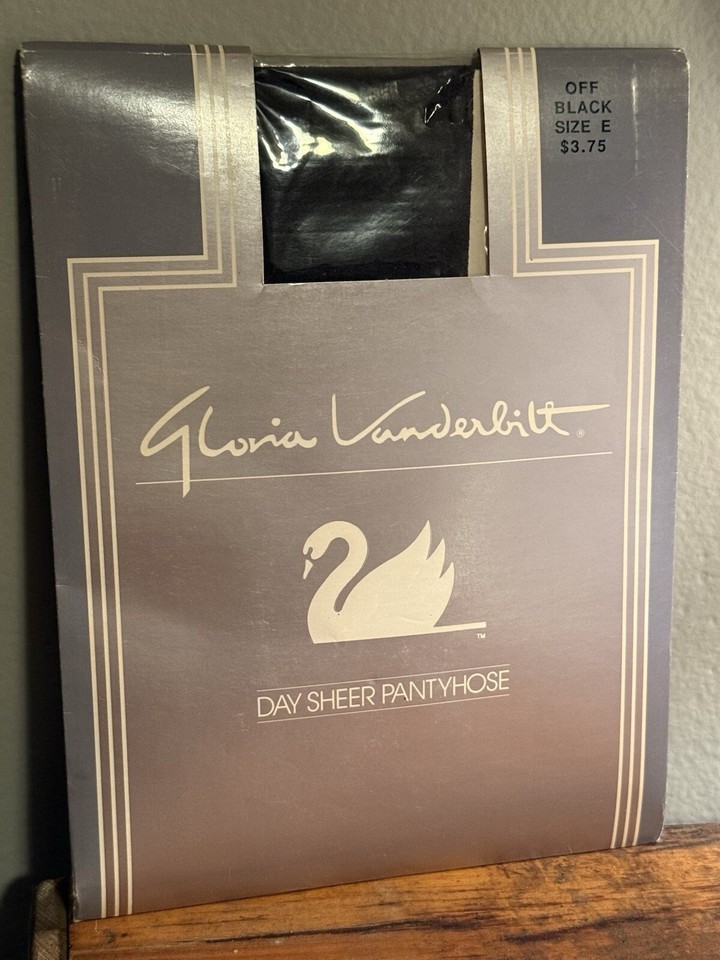 OFF
BLACK
SIZE E
$3.75
Gloria Vanderbilt®
™
DAY SHEER PANTYHOSE